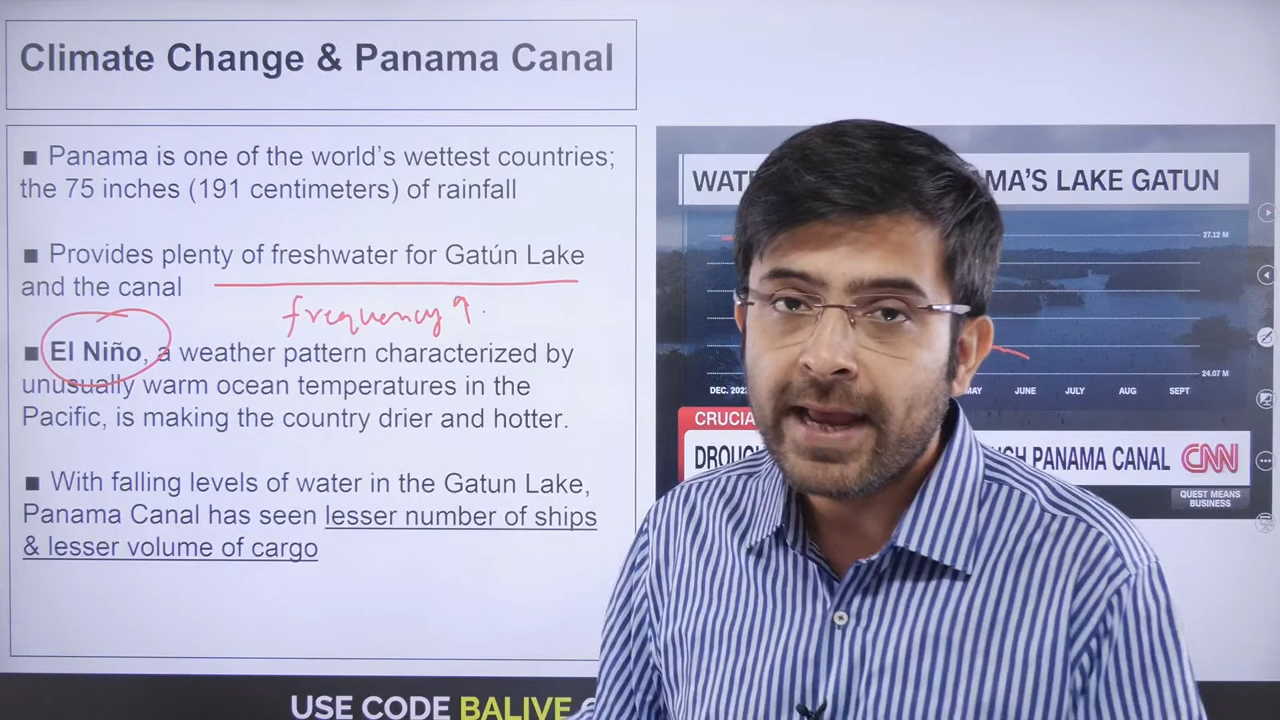 Climate Change & Panama Canal
■ Panama is one of the world's wettest countries;
the 75 inches (191 centimeters) of rainfall
■ Provides plenty of freshwater for Gatún Lake
and the canal
frequency ↑
■ El Niño, a weather pattern characterized by
unusually warm ocean temperatures in the
Pacific, is making the country drier and hotter.
■ With falling levels of water in the Gatun Lake,
Panama Canal has seen lesser number of ships
& lesser volume of cargo
MA'S LAKE GATUN
27.12 M
24.07 M
MAY JUNE JULY AUG SEPT
PANAMA CANAL
CNN
QUEST MEANS
BUSINESS
USE CODE BALIVE